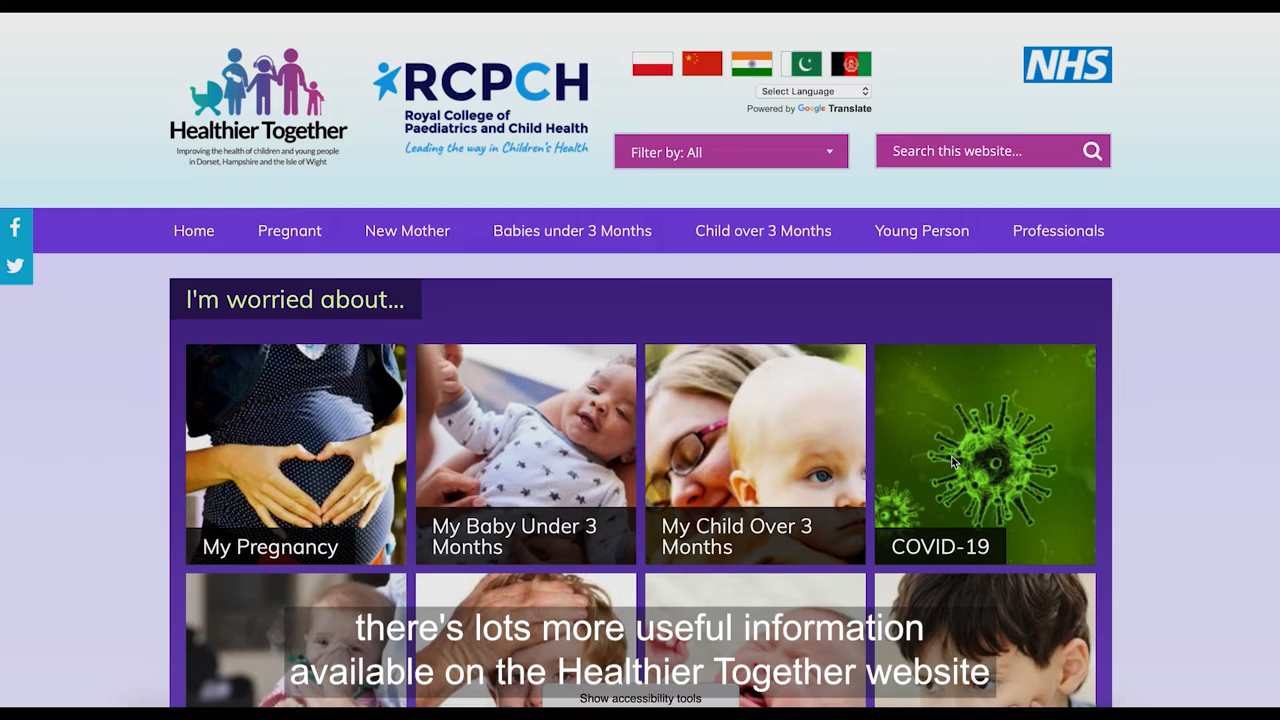 Healthier Together
Improving the health of children and young people
in Dorset, Hampshire and the Isle of Wight
RCPCH
Royal College of
Paediatrics and Child Health
Leading the way in Children's Health
Select Language
Powered by Google Translate
NHS
Filter by: All
Search this website...
Home Pregnant New Mother Babies under 3 Months Child over 3 Months Young Person Professionals
I'm worried about...
My Pregnancy
My Baby Under 3
Months
My Child Over 3
Months
COVID-19
there's lots more useful information
available on the Healthier Together website
Show accessibility tools